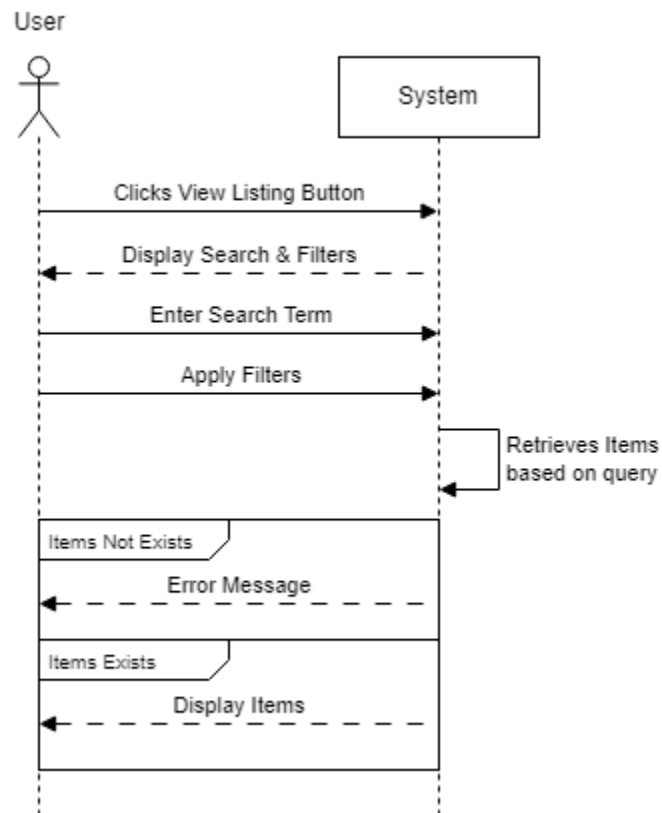 User
System
Clicks View Listing Button
Display Search & Filters
Enter Search Term
Apply Filters
Retrieves Items
based on query
Items Not Exists
Error Message
Items Exists
Display Items